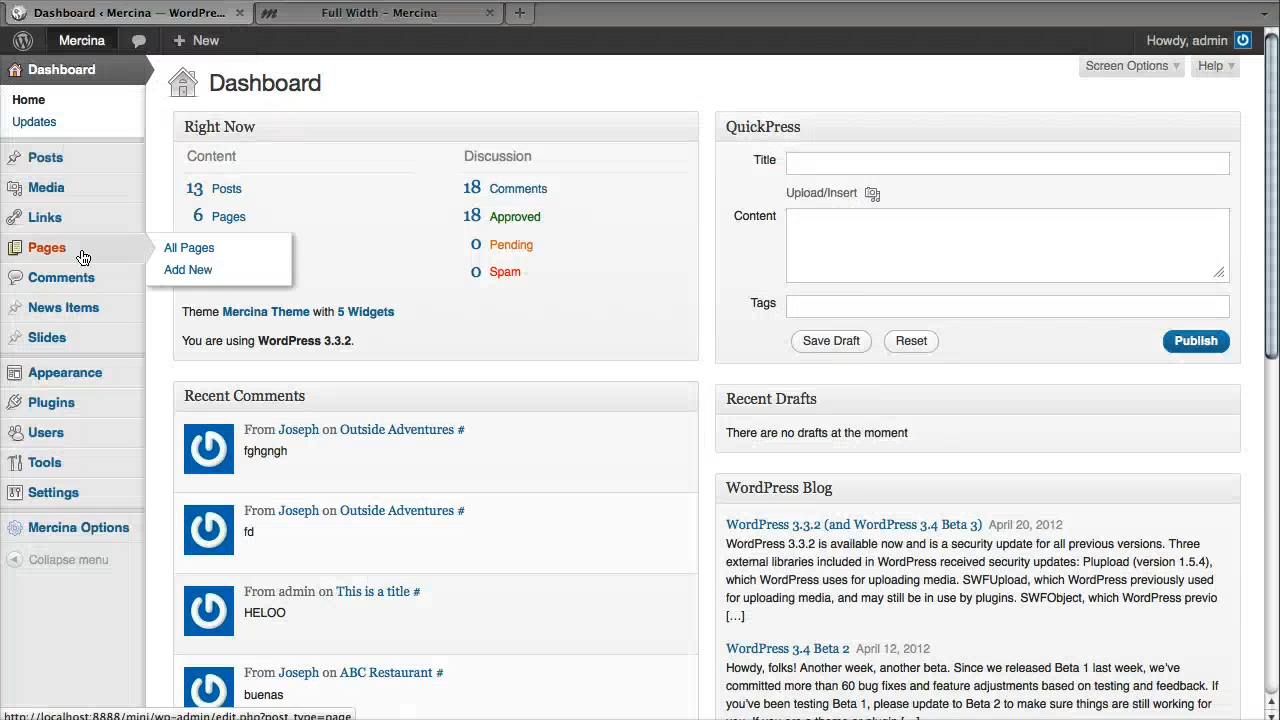 Dashboard ‹ Mercina — WordPre...
Full Width – Mercina
Mercina
New
Howdy, admin
Dashboard
Home
Updates
Posts
Media
Links
Pages
All Pages
Add New
Comments
News Items
Slides
Appearance
Plugins
Users
Tools
Settings
Mercina Options
Collapse menu
Screen Options
Help
Dashboard
Right Now
Content
Discussion
13 Posts
18 Comments
6 Pages
18 Approved
0 Pending
0 Spam
Theme Mercina Theme with 5 Widgets
You are using WordPress 3.3.2.
QuickPress
Title
Upload/Insert
Content
Tags
Save Draft
Reset
Publish
Recent Comments
From Joseph on Outside Adventures #
fghgngh
From Joseph on Outside Adventures #
fd
From admin on This is a title #
HELOO
From Joseph on ABC Restaurant #
buenas
Recent Drafts
There are no drafts at the moment
WordPress Blog
WordPress 3.3.2 (and WordPress 3.4 Beta 3) April 20, 2012
WordPress 3.3.2 is available now and is a security update for all previous versions. Three
external libraries included in WordPress received security updates: Plupload (version 1.5.4),
which WordPress uses for uploading media. SWFUpload, which WordPress previously used
for uploading media, and may still be in use by plugins. SWFObject, which WordPress previo
[...]
WordPress 3.4 Beta 2 April 12, 2012
Howdy, folks! Another week, another beta. Since we released Beta 1 last week, we've
committed more than 60 bug fixes and feature adjustments based on testing and feedback. If
you've been testing Beta 1, please update to Beta 2 to make sure things are still working for
http://localhost:8888/mini/wp-admin/edit.php?post_type=page